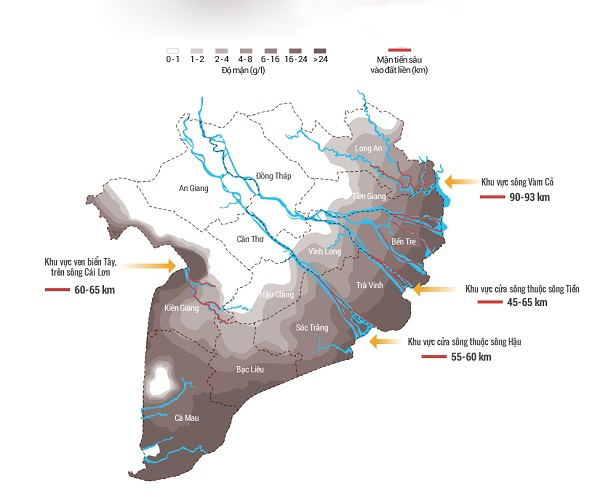 0-1 1-2 2-4 4-8 6-16 16-24 >24
Độ mặn (g/l)
Mặn tiến sâu
vào đất liền (km)
Long An
Đồng Tháp
An Giang
Tiền Giang
Khu vực sông Vàm Cỏ
90-93 km
Cần Thơ
Vĩnh Long
Bến Tre
Khu vực ven biển Tây,
trên sông Cái Lơn
60-65 km
Trà Vinh
Khu vực cửa sông thuộc sông Tiền
45-65 km
Hậu Giang
Kiên Giang
Sóc Trăng
Khu vực cửa sông thuộc sông Hậu
55-60 km
Bạc Liêu
Cà Mau